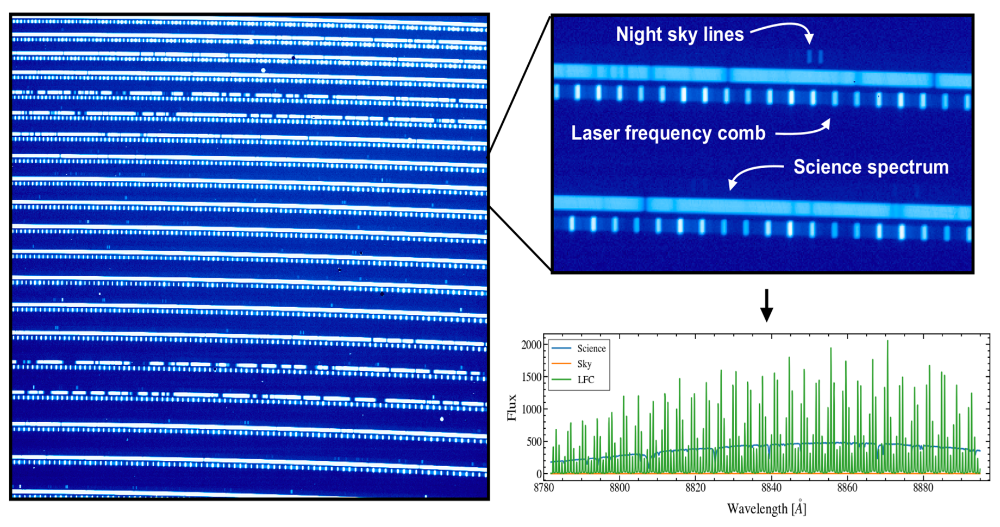 Night sky lines
Laser frequency comb
Science spectrum
2000
1500
1000
500
0
Flux
Science
Sky
LFC
8780 8800 8820 8840 8860 8880
Wavelength [Å]